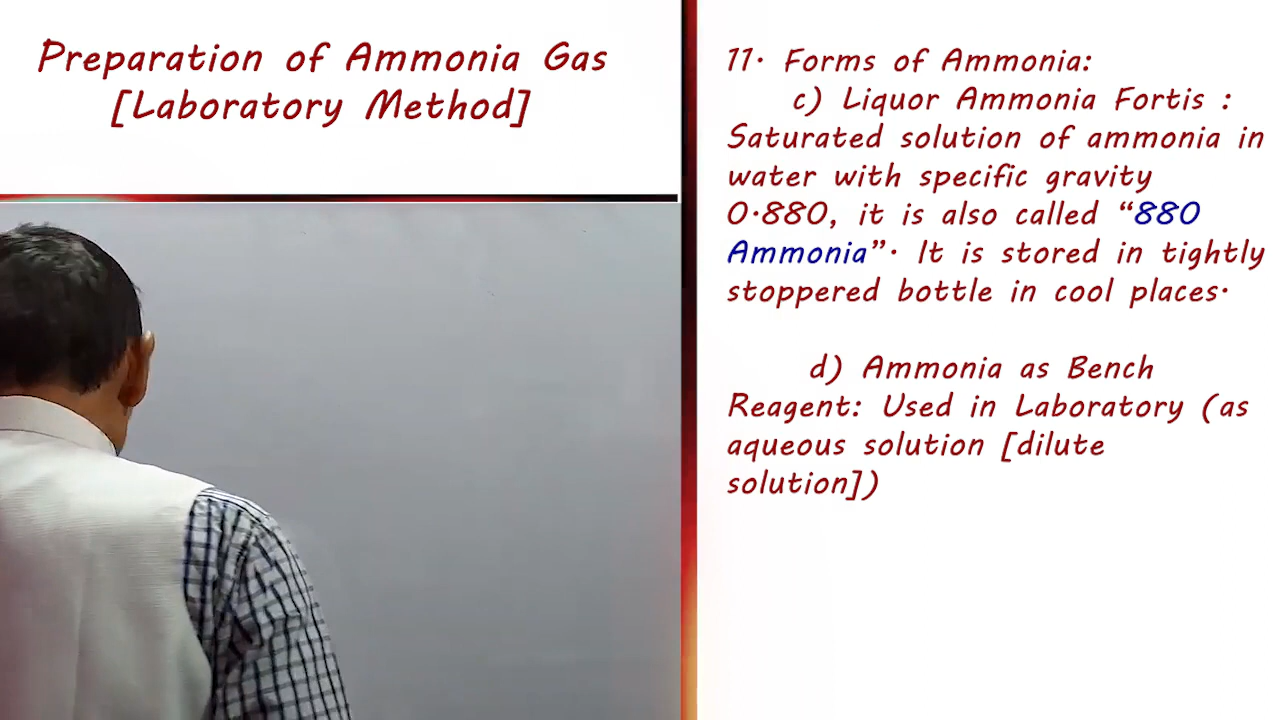 Preparation of Ammonia Gas
[Laboratory Method]
11. Forms of Ammonia:
c) Liquor Ammonia Fortis :
Saturated solution of ammonia in
water with specific gravity
0.880, it is also called “880
Ammonia”. It is stored in tightly
stoppered bottle in cool places.
d) Ammonia as Bench
Reagent: Used in Laboratory (as
aqueous solution [dilute
solution])